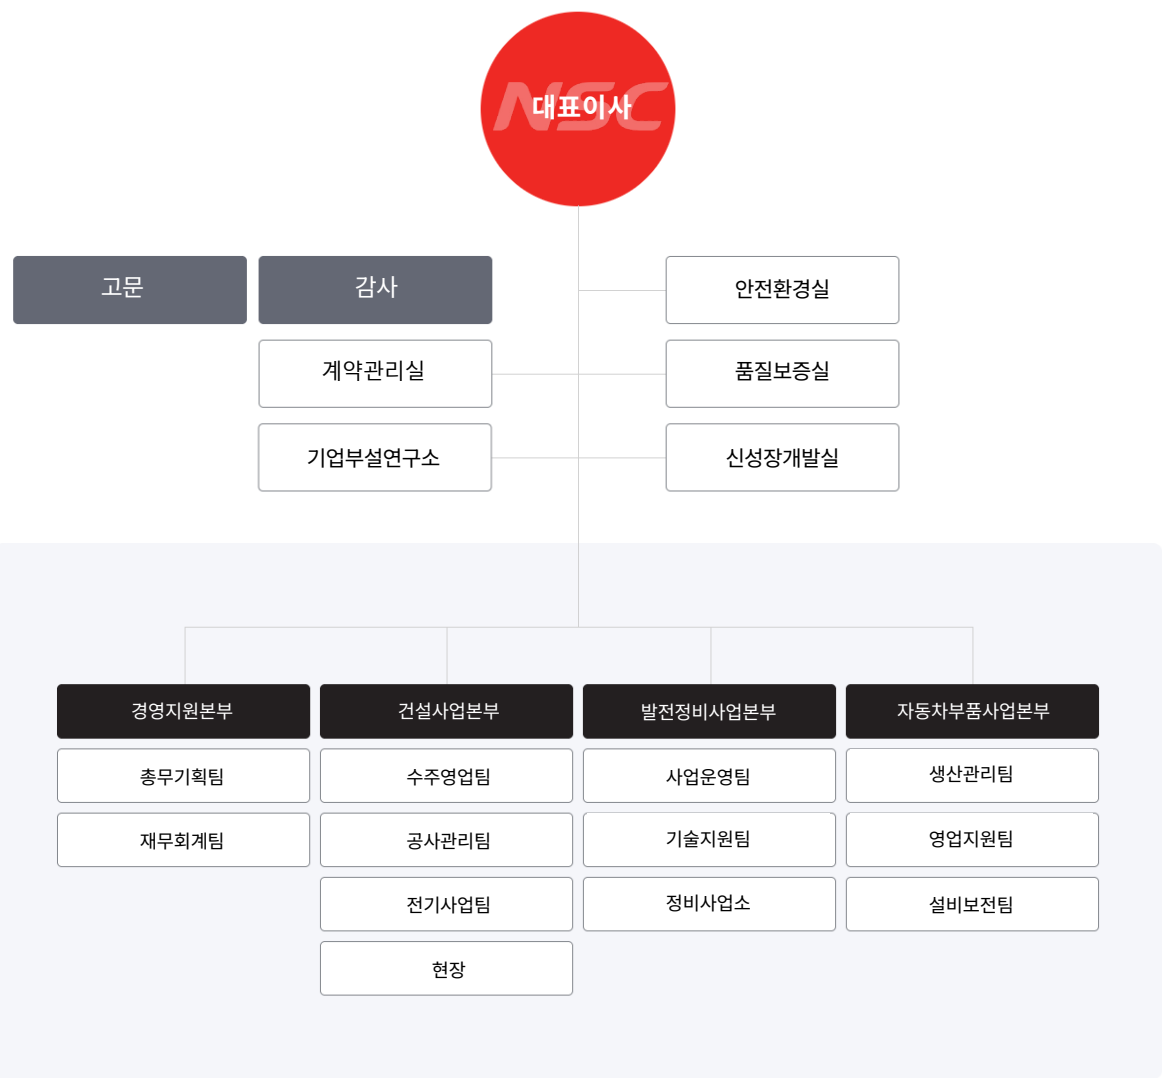 NSC
대표이사
고문
감사
안전환경실
계약관리실
품질보증실
기업부설연구소
신성장개발실
경영지원본부
건설사업본부
발전정비사업본부
자동차부품사업본부
총무기획팀
수주영업팀
사업운영팀
생산관리팀
재무회계팀
공사관리팀
기술지원팀
영업지원팀
전기사업팀
정비사업소
설비보전팀
현장